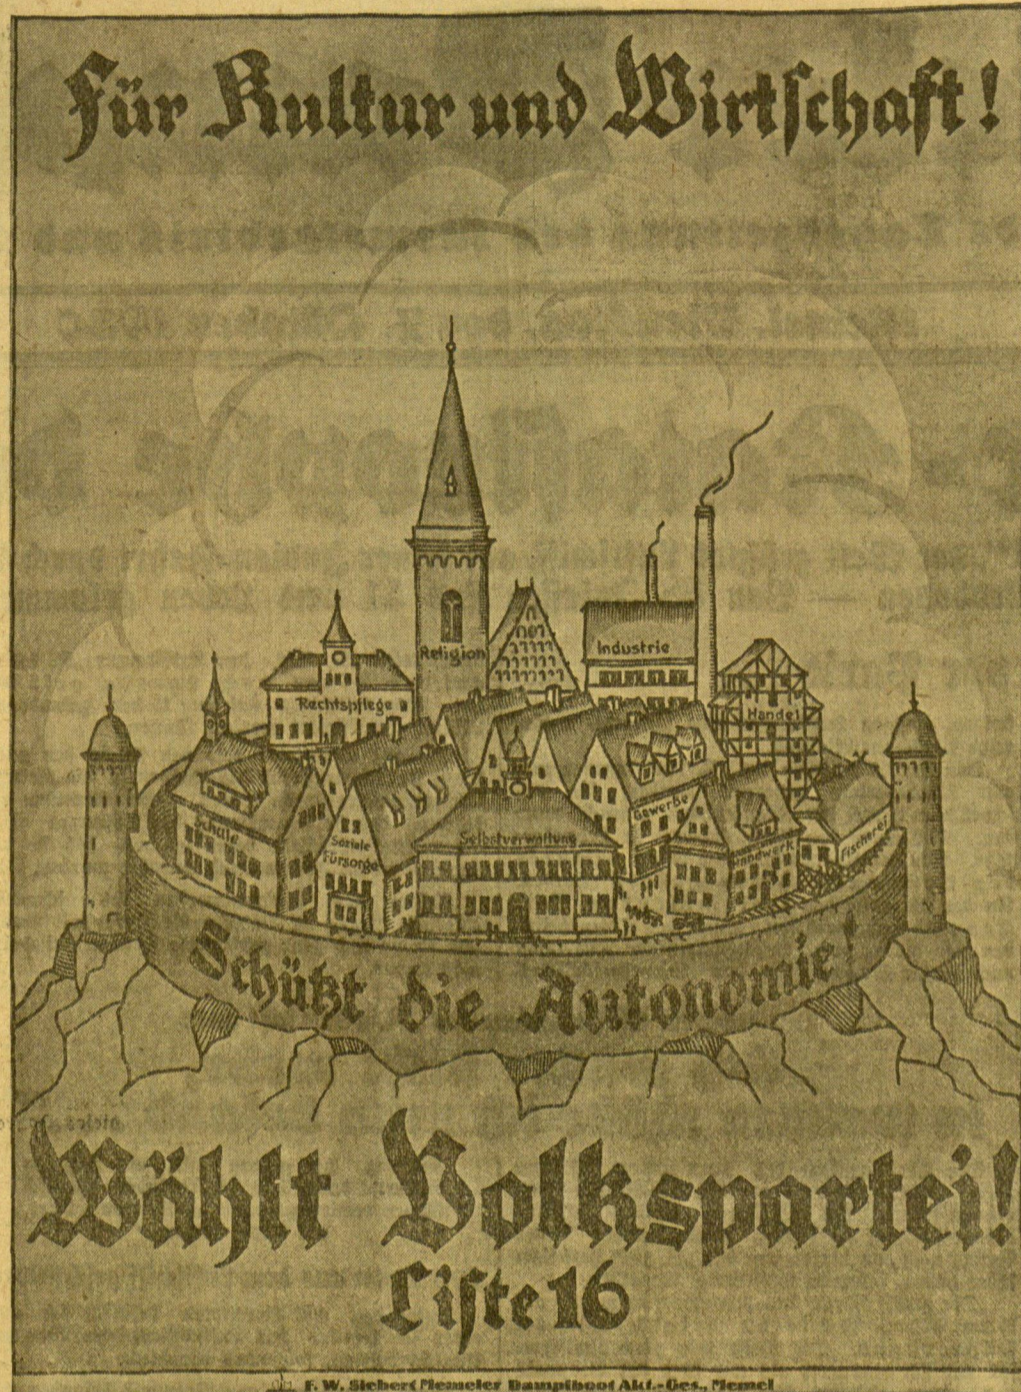 Für Kultur und Wirtschaft!
Religion
Industrie
Rechtspflege
Handel
Schule
Soziale
Fürsorge
Selbstverwaltung
Gewerbe
Handwerk
Fischerei
Schützt die Autonomie!
Wählt Volkspartei!
Liste 16
F. W. Siebert Memeler Dampfboot Akt.-Ges., Memel